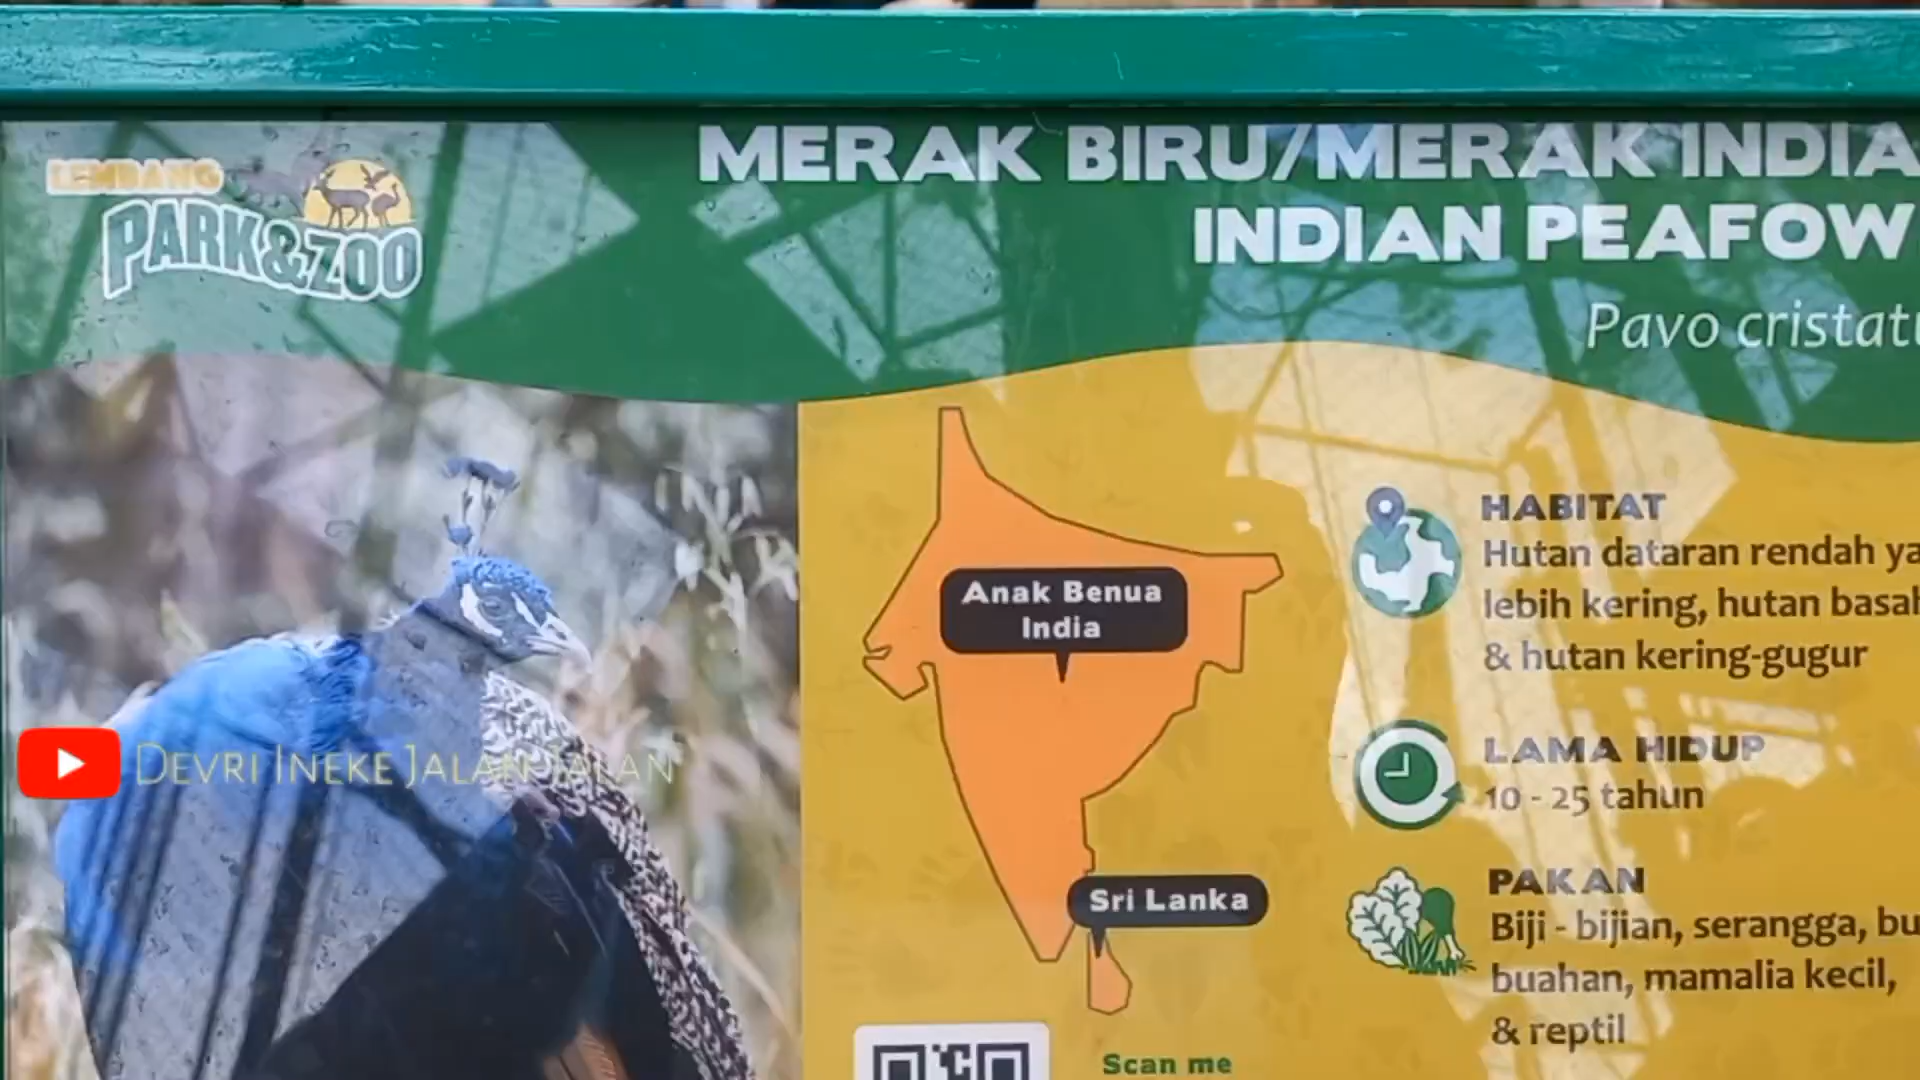 LEMBANG
PARK&ZOO
MERAK BIRU/MERAK INDIA
INDIAN PEAFOW
Pavo cristatu
Anak Benua
India
Sri Lanka
HABITAT
Hutan dataran rendah ya
lebih kering, hutan basah
& hutan kering-gugur
LAMA HIDUP
10 - 25 tahun
PAKAN
Biji - bijian, serangga, bu
buahan, mamalia kecil,
& reptil
DEVRI INEKE JALAN JALAN
Scan me